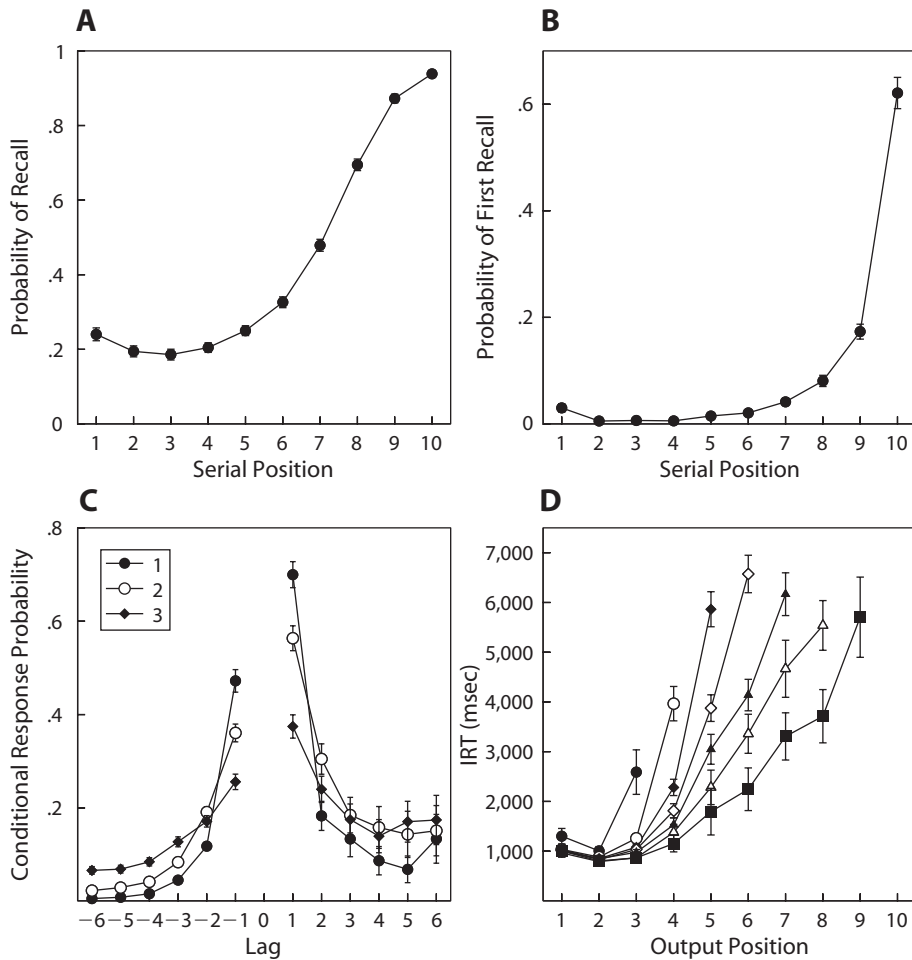 A
Probability of Recall
1
.8
.6
.4
.2
0
1 2 3 4 5 6 7 8 9 10
Serial Position
B
Probability of First Recall
.6
.4
.2
0
1 2 3 4 5 6 7 8 9 10
Serial Position
C
Conditional Response Probability
.8
.6
.4
.2
1
2
3
−6 −5 −4 −3 −2 −1 0 1 2 3 4 5 6
Lag
D
IRT (msec)
7,000
6,000
5,000
4,000
3,000
2,000
1,000
1 2 3 4 5 6 7 8 9 10
Output Position